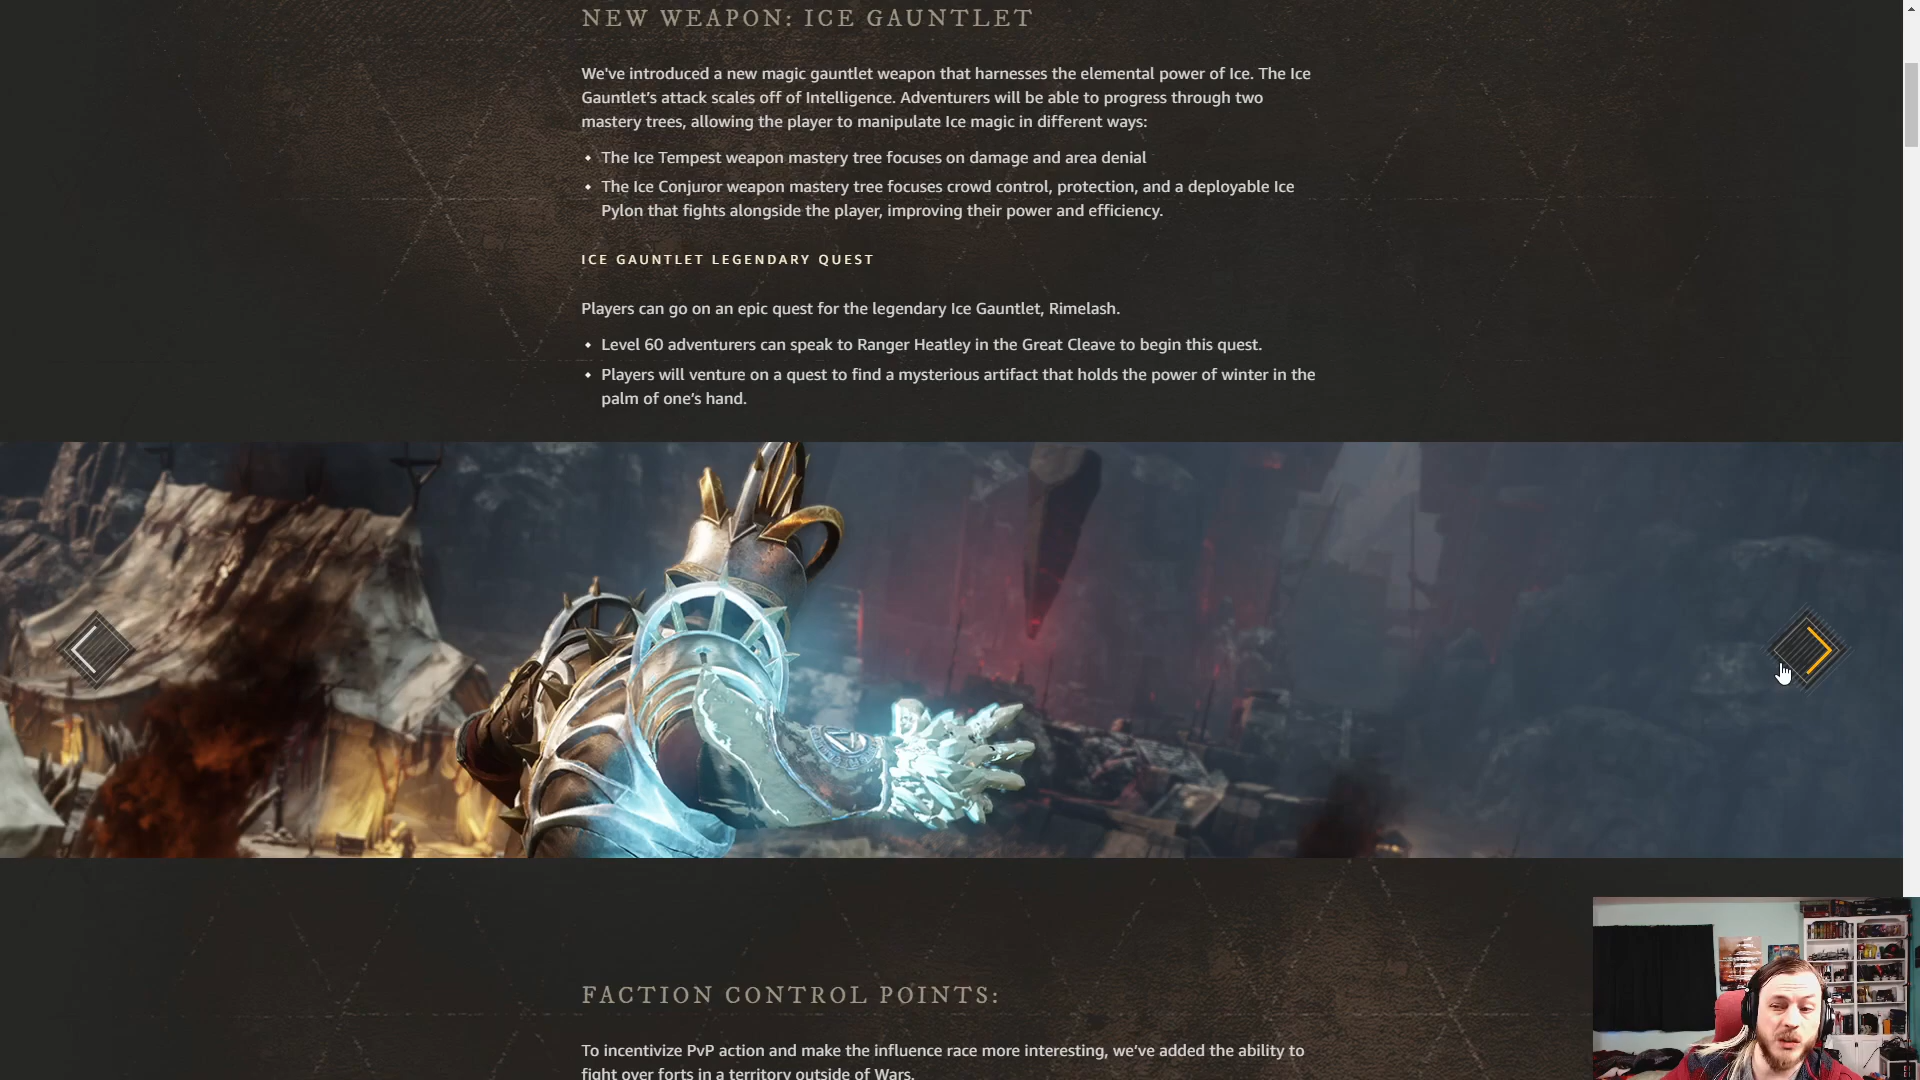 NEW WEAPON: ICE GAUNTLET
We've introduced a new magic gauntlet weapon that harnesses the elemental power of Ice. The Ice
Gauntlet’s attack scales off of Intelligence. Adventurers will be able to progress through two
mastery trees, allowing the player to manipulate Ice magic in different ways:
The Ice Tempest weapon mastery tree focuses on damage and area denial
The Ice Conjuror weapon mastery tree focuses crowd control, protection, and a deployable Ice
Pylon that fights alongside the player, improving their power and efficiency.
ICE GAUNTLET LEGENDARY QUEST
Players can go on an epic quest for the legendary Ice Gauntlet, Rimelash.
Level 60 adventurers can speak to Ranger Heatley in the Great Cleave to begin this quest.
Players will venture on a quest to find a mysterious artifact that holds the power of winter in the
palm of one’s hand.
FACTION CONTROL POINTS:
To incentivize PvP action and make the influence race more interesting, we’ve added the ability to
fight over forts in a territory outside of Wars.